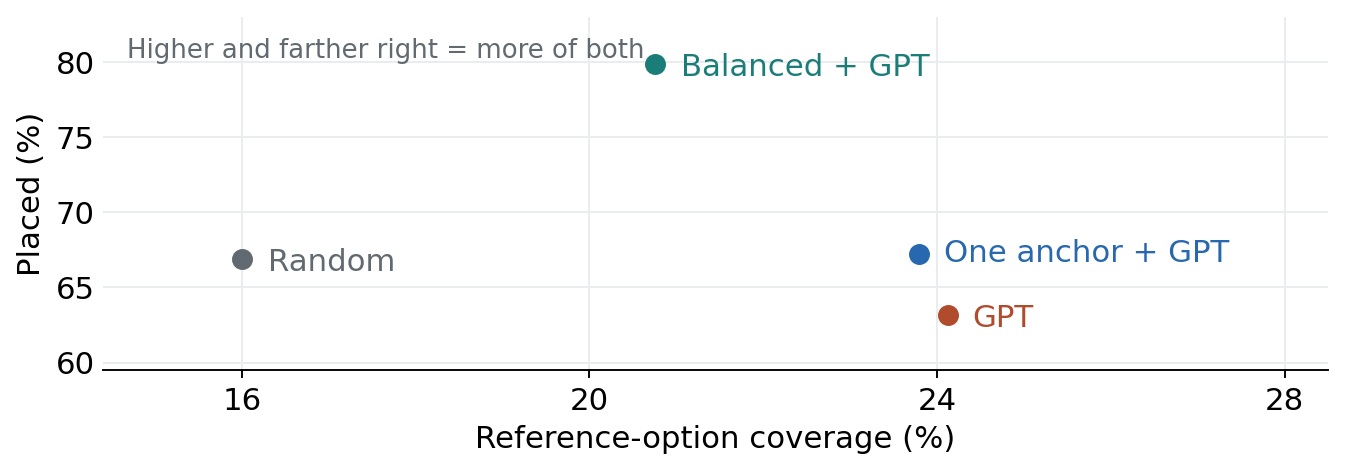 Higher and farther right = more of both
Balanced + GPT
80
75
70
65
60
Placed (%)
Random
One anchor + GPT
GPT
16
20
24
28
Reference-option coverage (%)